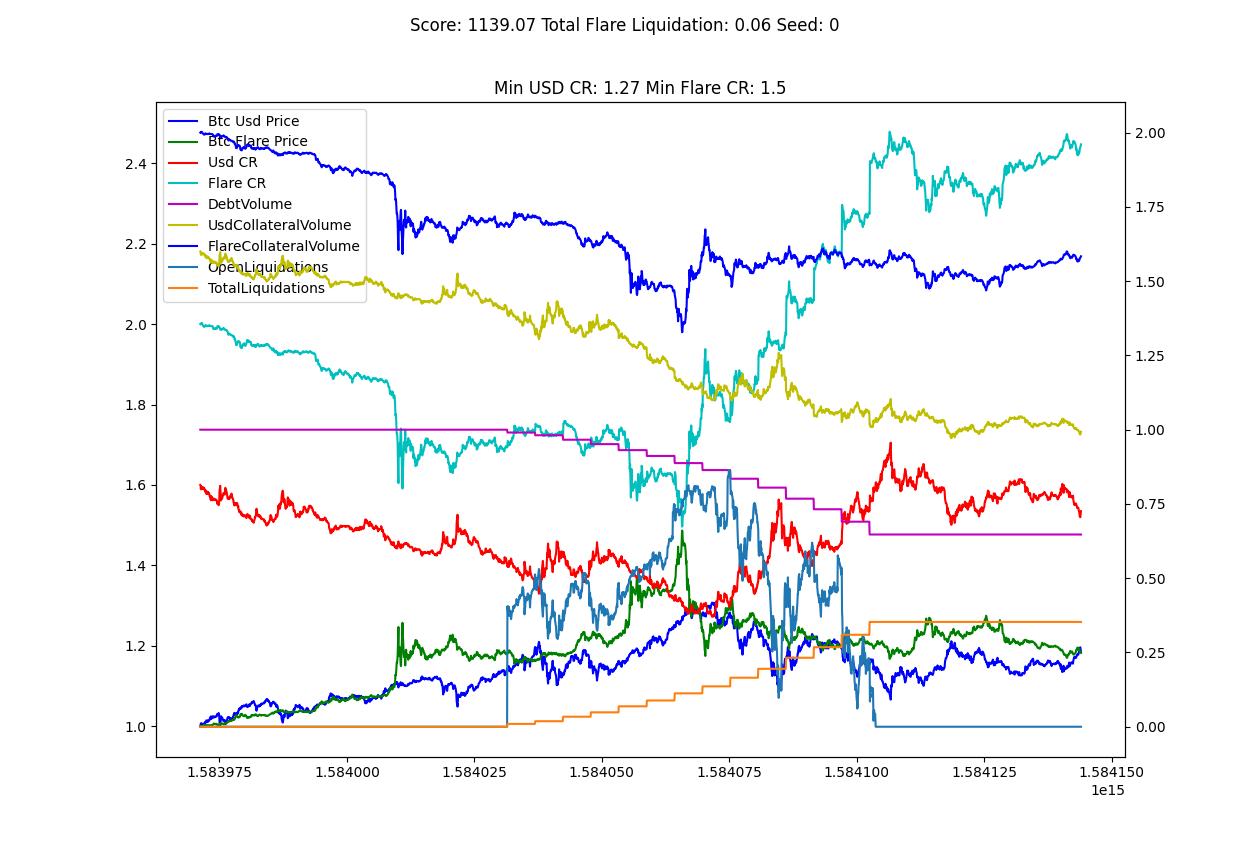 Score: 1139.07 Total Flare Liquidation: 0.06 Seed: 0
Min USD CR: 1.27 Min Flare CR: 1.5
Btc Usd Price
Btc Flare Price
Usd CR
Flare CR
DebtVolume
UsdCollateralVolume
FlareCollateralVolume
OpenLiquidations
TotalLiquidations
2.4
2.2
2.0
1.8
1.6
1.4
1.2
1.0
2.00
1.75
1.50
1.25
1.00
0.75
0.50
0.25
0.00
1.583975 1.584000 1.584025 1.584050 1.584075 1.584100 1.584125 1.584150
1e15